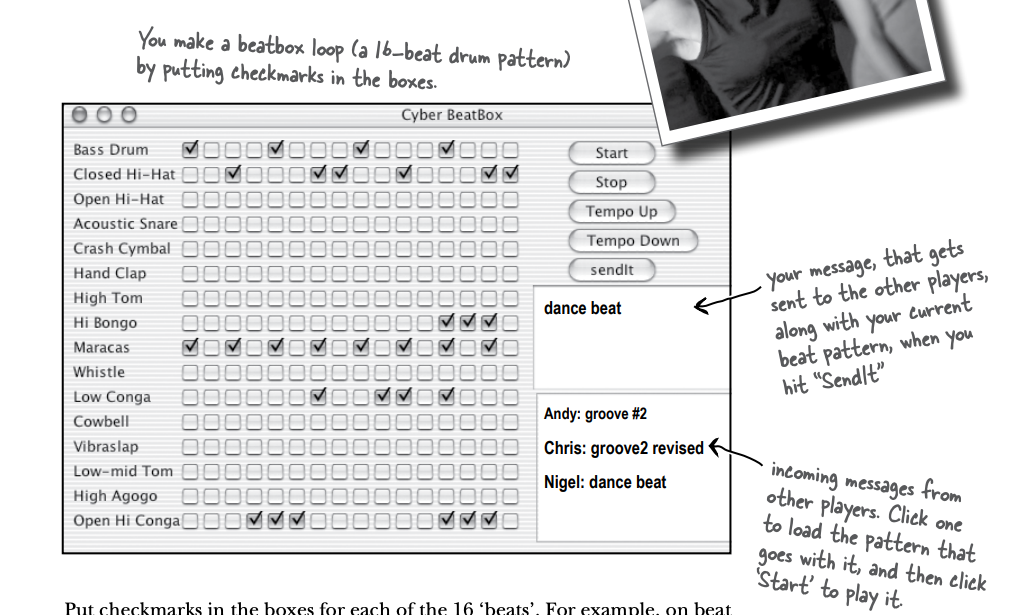 You make a beatbox loop (a 16-beat drum pattern)
by putting checkmarks in the boxes.
Cyber BeatBox
Bass Drum
Closed Hi-Hat
Open Hi-Hat
Acoustic Snare
Crash Cymbal
Hand Clap
High Tom
Hi Bongo
Maracas
Whistle
Low Conga
Cowbell
Vibraslap
Low-mid Tom
High Agogo
Open Hi Conga
Start
Stop
Tempo Up
Tempo Down
sendIt
dance beat
Andy: groove #2
Chris: groove2 revised
Nigel: dance beat
your message, that gets
sent to the other players,
along with your current
beat pattern, when you
hit "SendIt"
incoming messages from
other players. Click one
to load the pattern that
goes with it, and then click
'Start' to play it.
Put checkmarks in the boxes for each of the 16 'beats'. For example, on beat